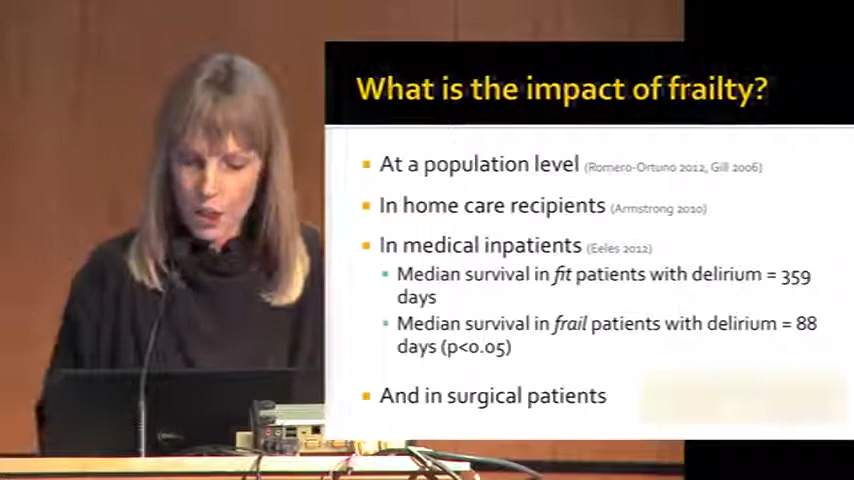 What is the impact of frailty?
At a population level (Romero-Ortuno 2012, Gill 2006)
In home care recipients (Armstrong 2010)
In medical inpatients (Eeles 2012)
Median survival in fit patients with delirium = 359
days
Median survival in frail patients with delirium = 88
days (p<0.05)
And in surgical patients